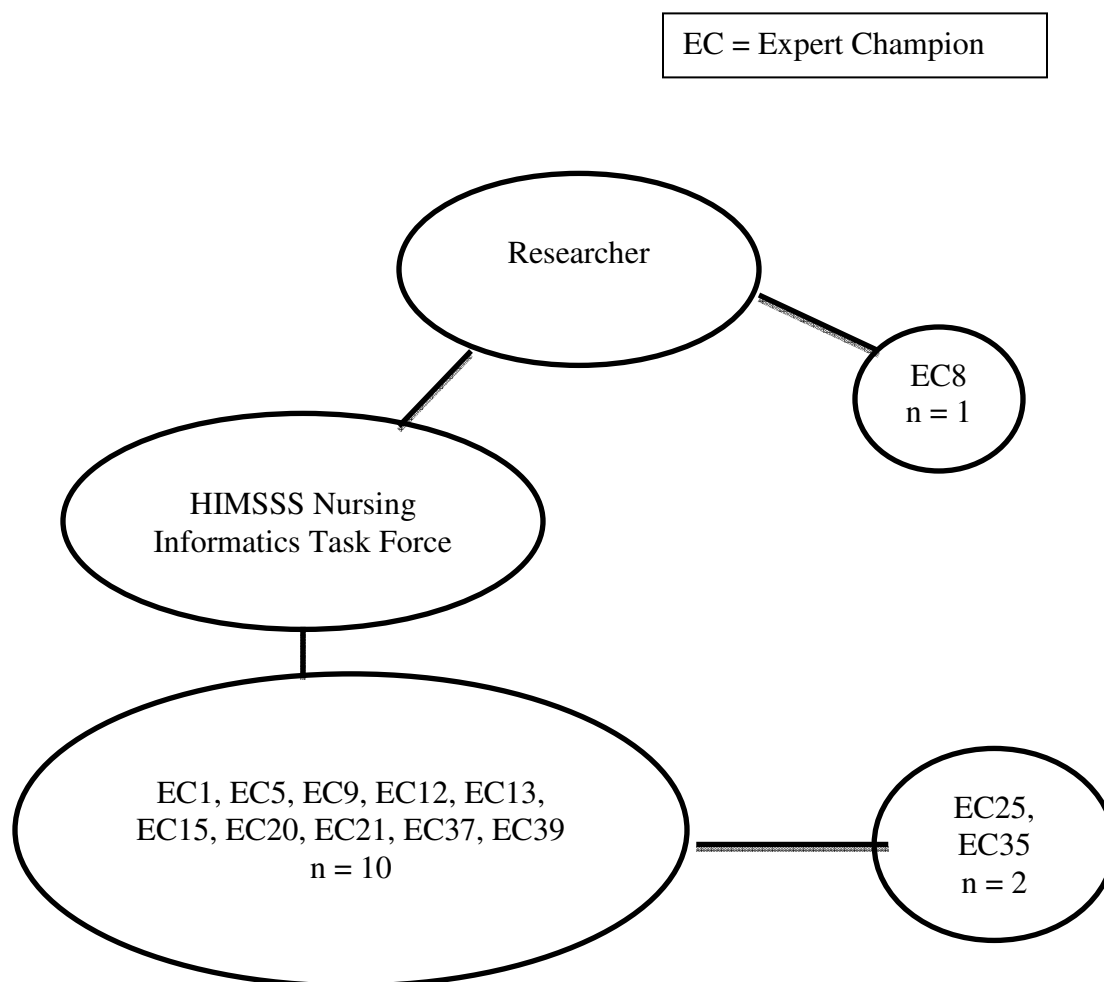 EC = Expert Champion
Researcher
EC8
n = 1
HIMSSS Nursing
Informatics Task Force
EC1, EC5, EC9, EC12, EC13,
EC15, EC20, EC21, EC37, EC39
n = 10
EC25,
EC35
n = 2